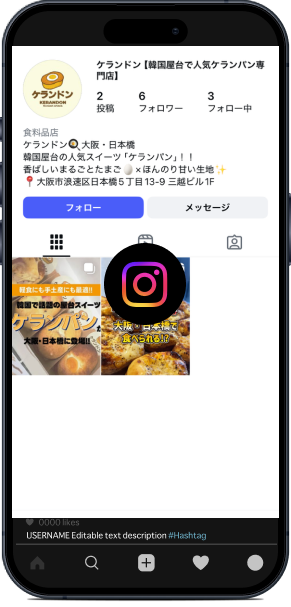 ケランドン
KERANDON
ケランドン【韓国屋台で人気ケランパン専
門店】
2 6 3
投稿 フォロワー フォロー中
食料品店
ケランドン🍳大阪・日本橋
韓国屋台の人気スイーツ「ケランパン」！！
香ばしいまるごとたまご🥚×ほんのり甘い生地✨
📍大阪市浪速区日本橋5丁目13-9 三越ビル1F
フォロー メッセージ
軽食にも手土産にも最適!!
韓国で話題の屋台スイーツ
ケランパン
大阪・日本橋に登場!!
大阪・日本橋で
食べられる!?
0000 likes
USERNAME Editable text description #Hashtag